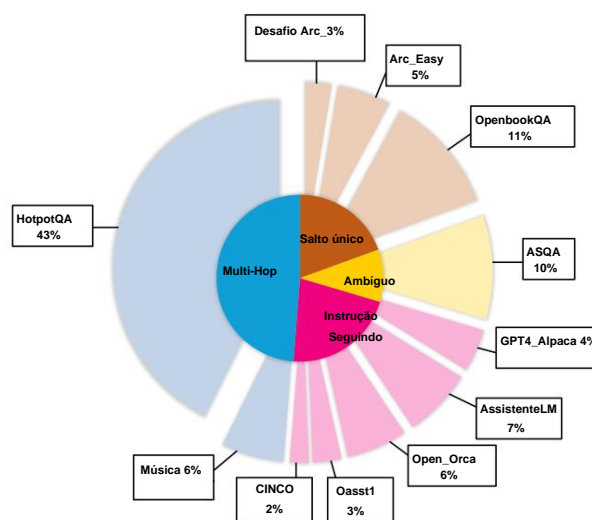 Desafio Arc_3%
Arc_Easy
5%
OpenbookQA
11%
HotpotQA
43%
Salto único
ASQA
10%
Multi-Hop
Ambíguo
Instrução
Seguindo
GPT4_Alpaca 4%
AssistenteLM
7%
Open_Orca
6%
Música 6%
CINCO
2%
Oasst1
3%